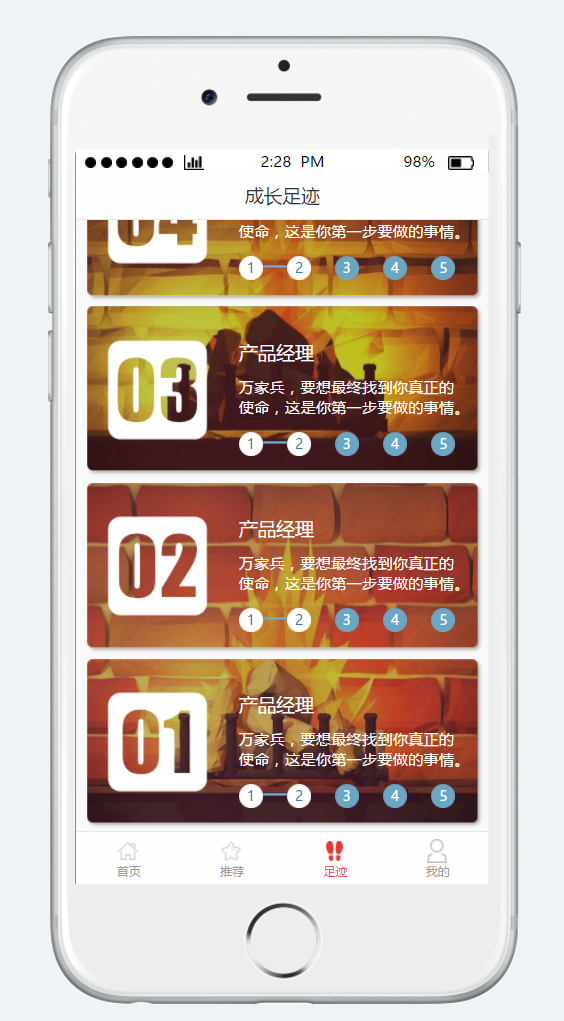 2:28 PM 98%
成长足迹
04
使命，这是你第一步要做的事情。
1 2 3 4 5
03
产品经理
万家兵，要想最终找到你真正的
使命，这是你第一步要做的事情。
1 2 3 4 5
02
产品经理
万家兵，要想最终找到你真正的
使命，这是你第一步要做的事情。
1 2 3 4 5
01
产品经理
万家兵，要想最终找到你真正的
使命，这是你第一步要做的事情。
1 2 3 4 5
首页 推荐 足迹 我的